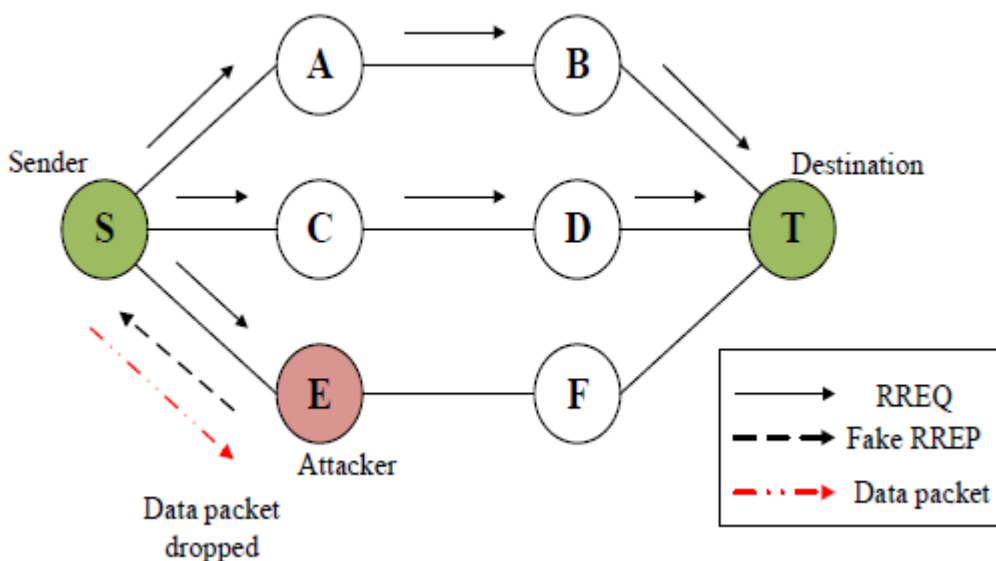 A
B
Sender
Destination
S
C
D
T
E
F
Attacker
Data packet
dropped
RREQ
Fake RREP
Data packet